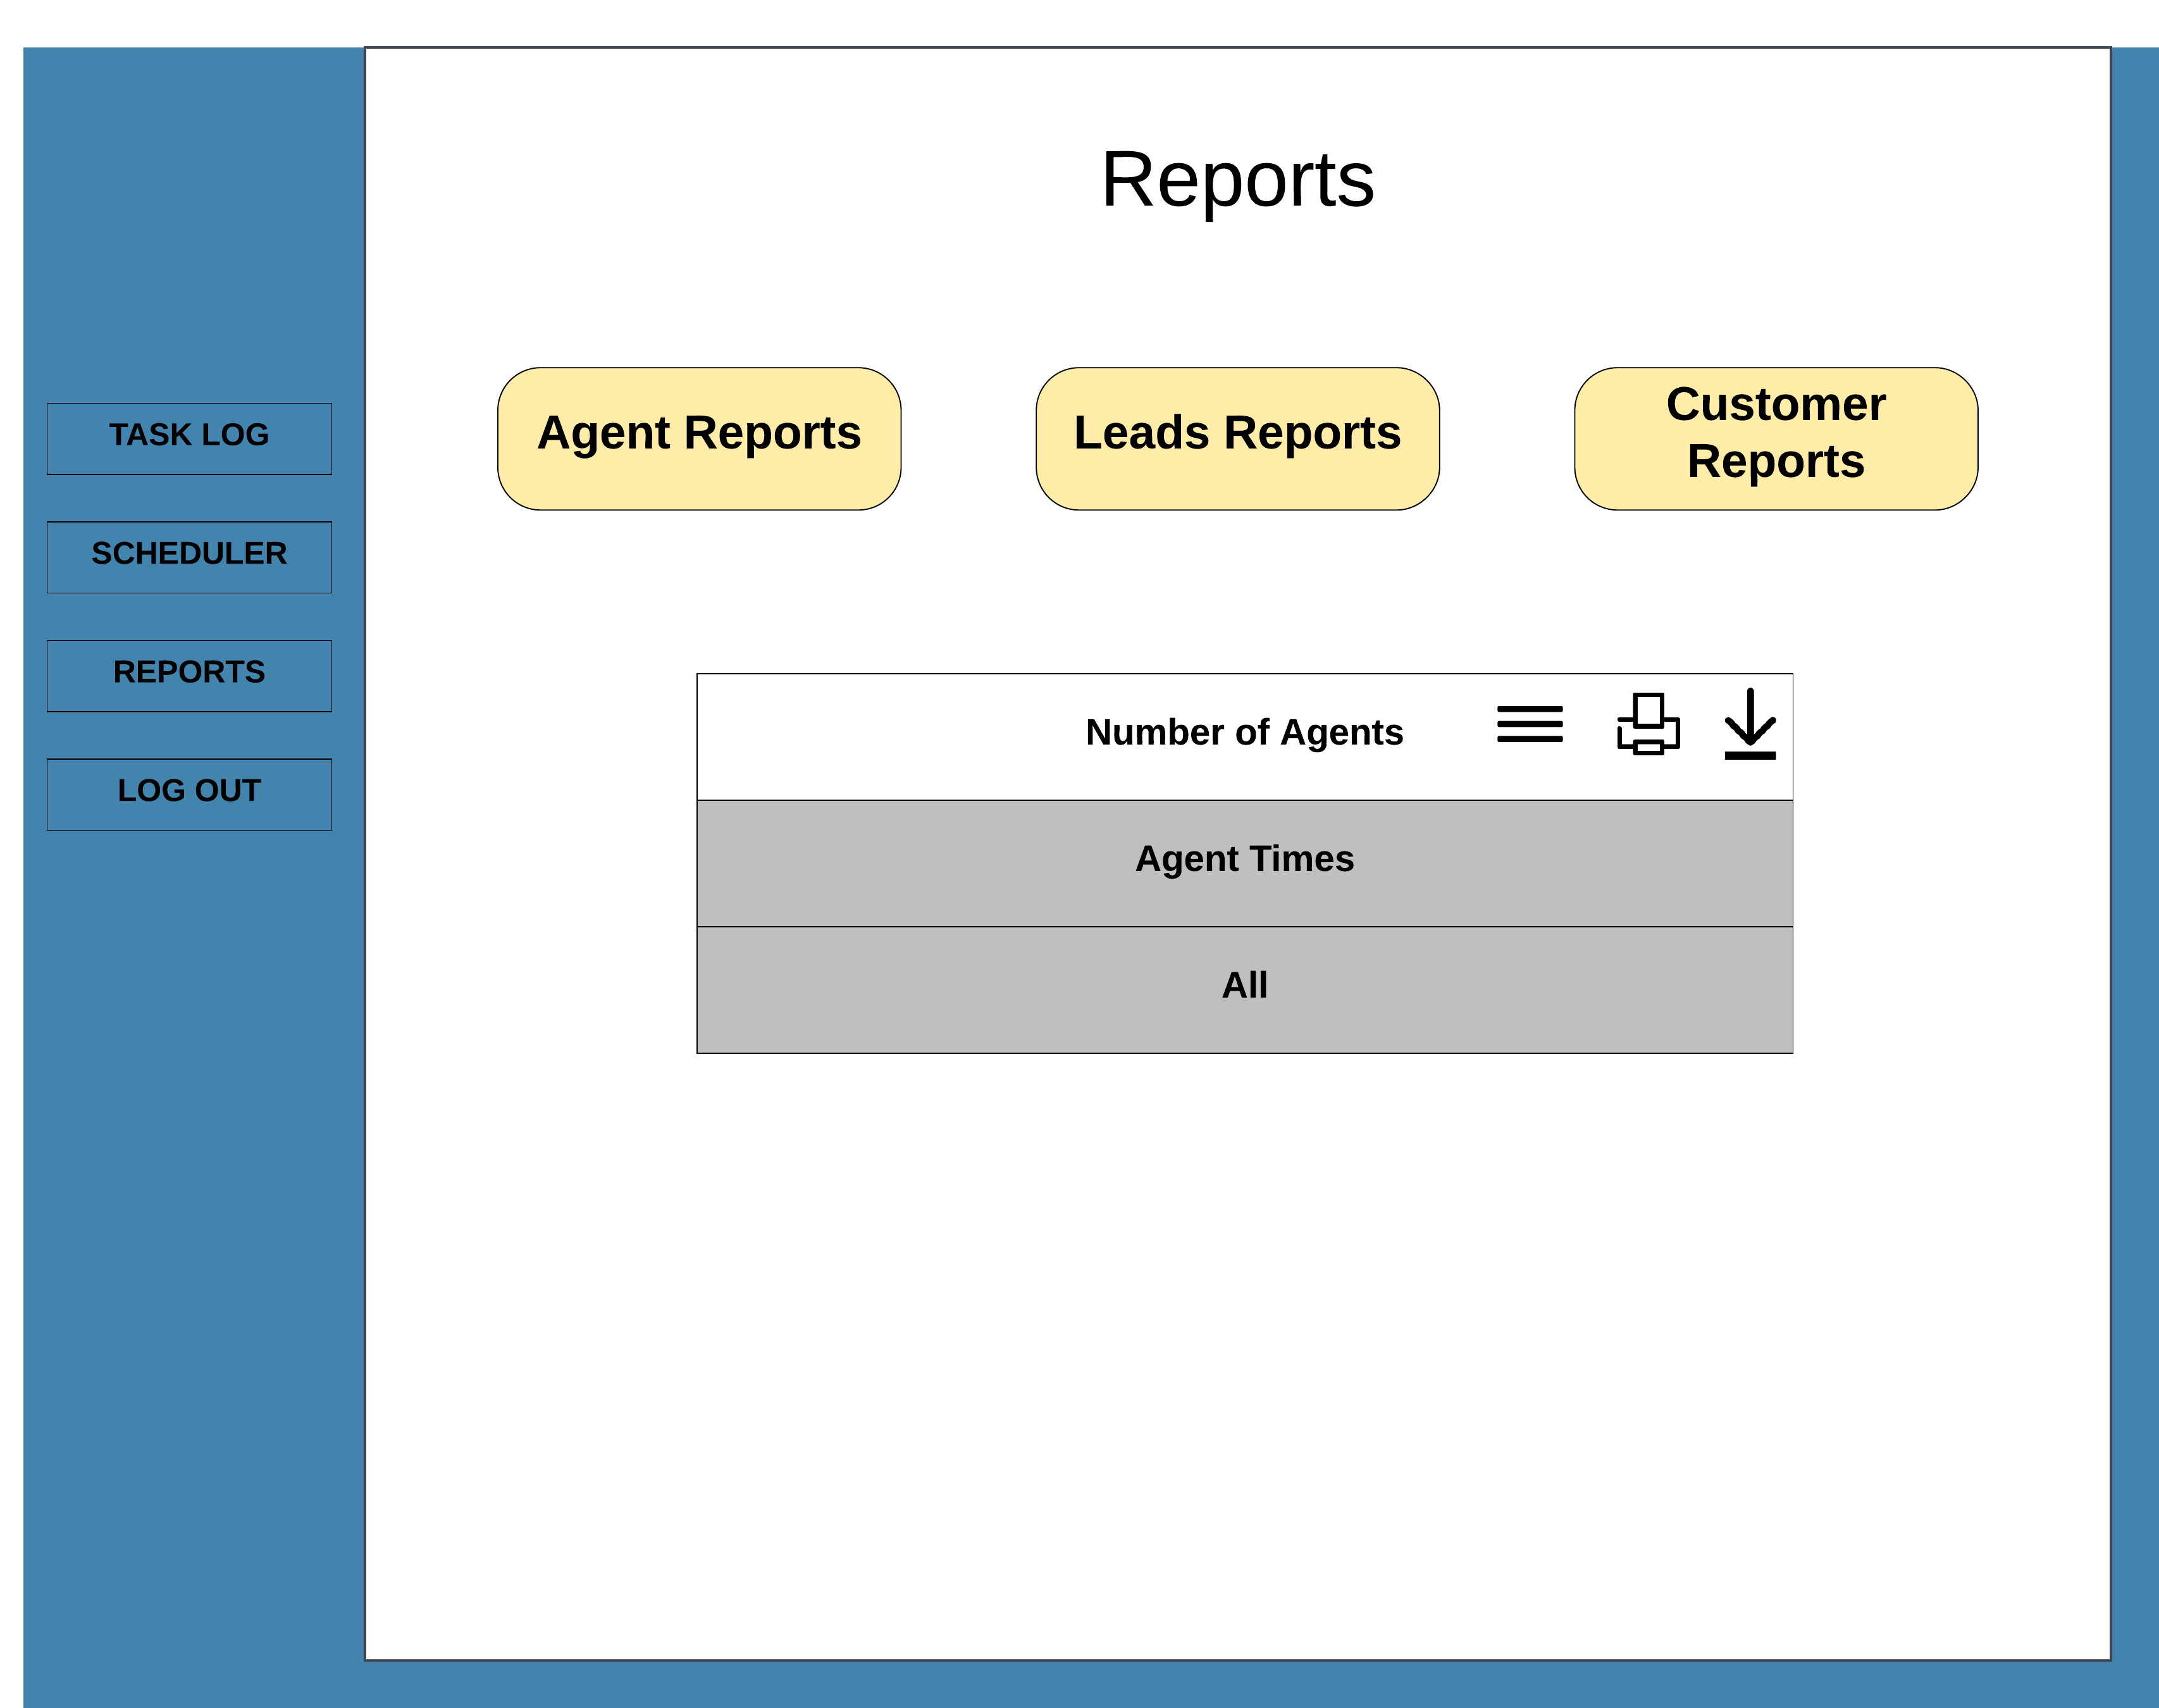 Reports
TASK LOG
SCHEDULER
REPORTS
LOG OUT
Agent Reports
Leads Reports
Customer
Reports
Number of Agents
Agent Times
All